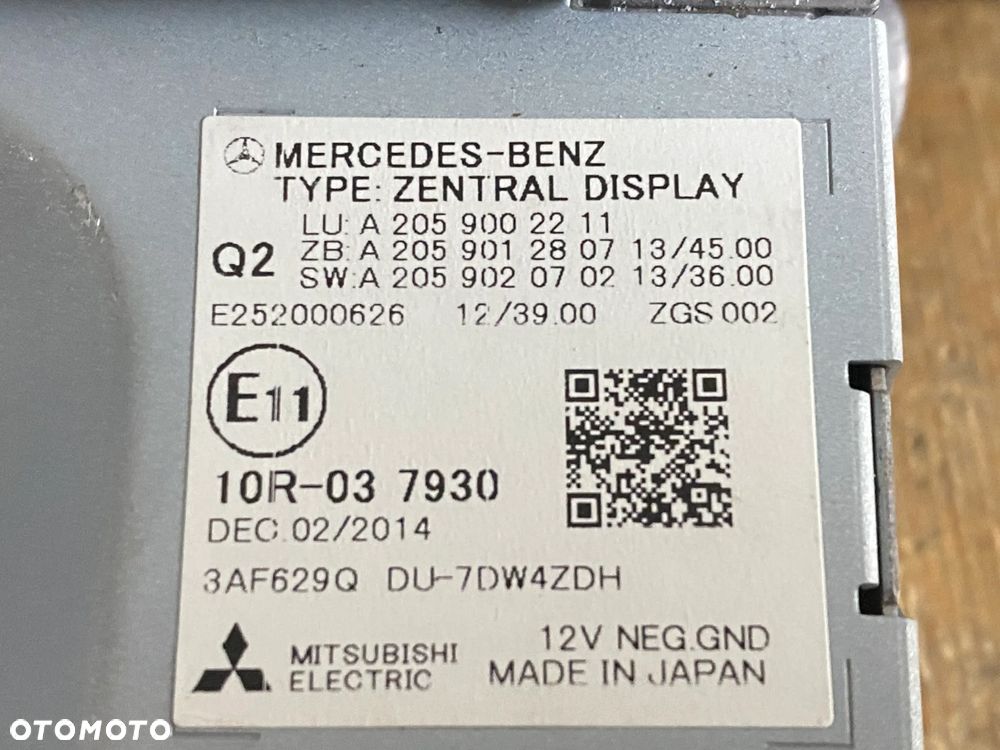 MERCEDES-BENZ
TYPE: ZENTRAL DISPLAY
LU: A 205 900 22 11
Q2 ZB: A 205 901 28 07 13/45.00
SW: A 205 902 07 02 13/36.00
E252000626 12/39.00 ZGS 002
E11
10R-03 7930
DEC.02/2014
3AF629Q DU-7DW4ZDH
MITSUBISHI
ELECTRIC
12V NEG.GND
MADE IN JAPAN
OTOMOTO